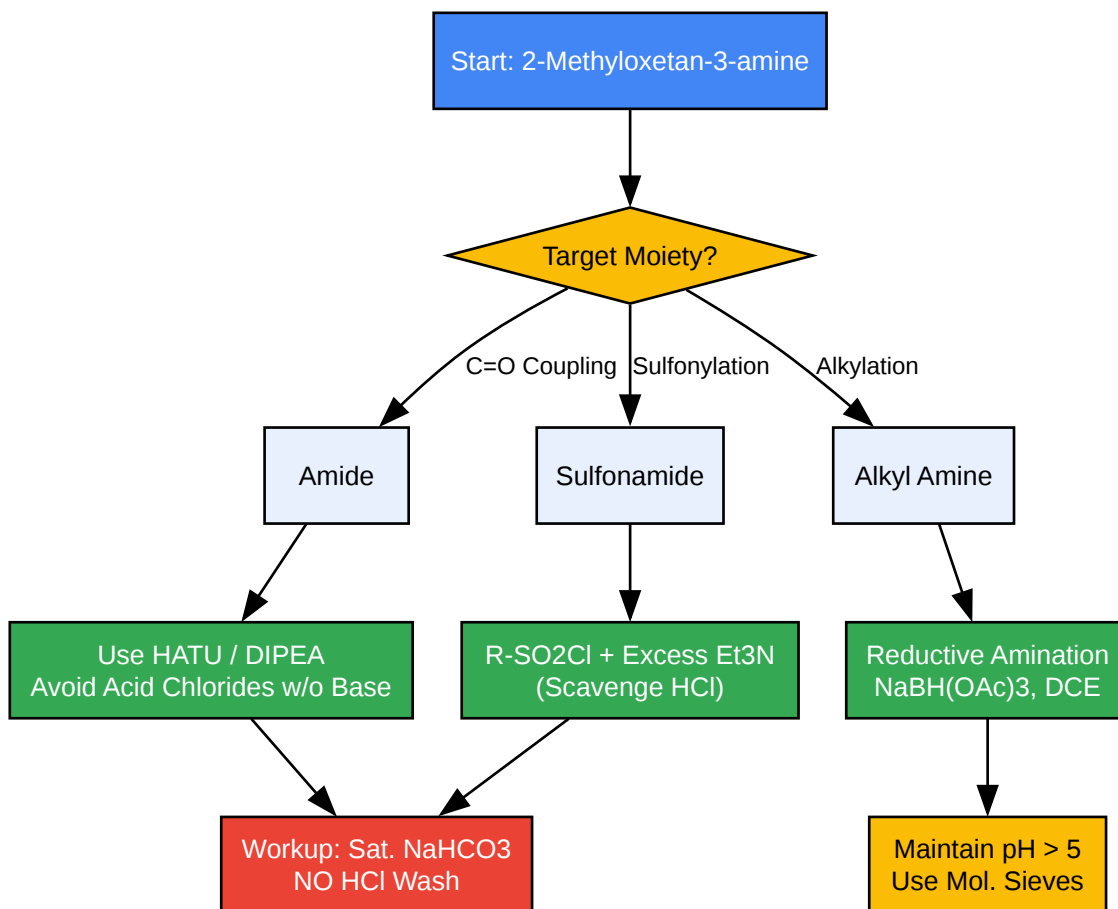 Start: 2-Methyloxetan-3-amine
Target Moiety?
C=O Coupling
Sulfonylation
Alkylation
Amide
Sulfonamide
Alkyl Amine
Use HATU / DIPEA
Avoid Acid Chlorides w/o Base
R-SO2Cl + Excess Et3N
(Scavenge HCl)
Reductive Amination
NaBH(OAc)3, DCE
Workup: Sat. NaHCO3
NO HCl Wash
Maintain pH > 5
Use Mol. Sieves